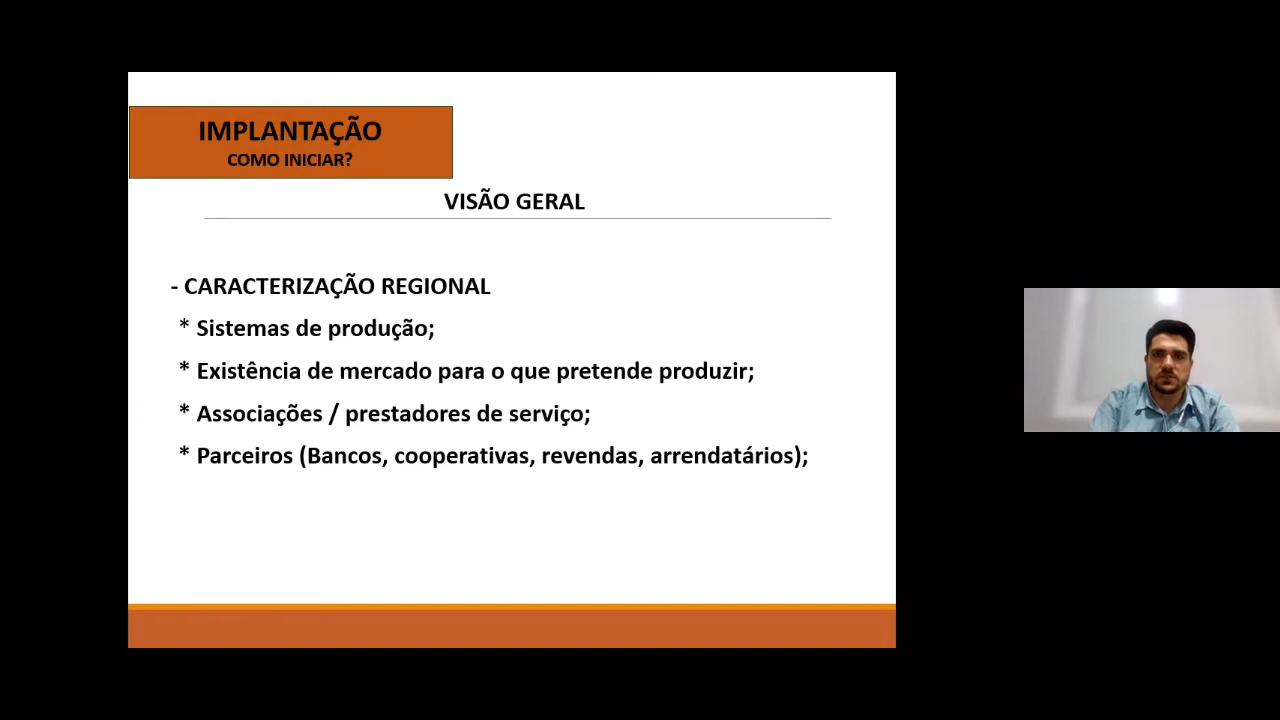 IMPLANTAÇÃO
COMO INICIAR?
VISÃO GERAL
- CARACTERIZAÇÃO REGIONAL
* Sistemas de produção;
* Existência de mercado para o que pretende produzir;
* Associações / prestadores de serviço;
* Parceiros (Bancos, cooperativas, revendas, arrendatários);